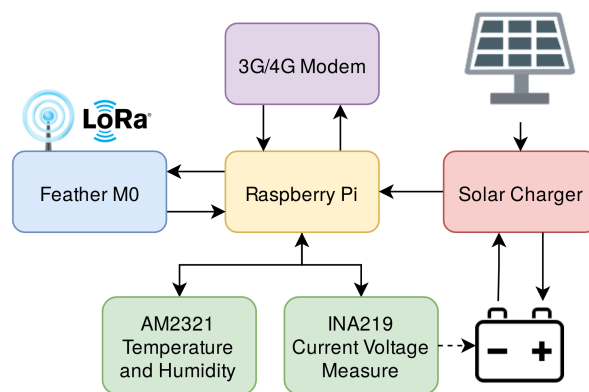 3G/4G Modem
LoRa®
Feather M0
Raspberry Pi
Solar Charger
AM2321
Temperature
and Humidity
INA219
Current Voltage
Measure